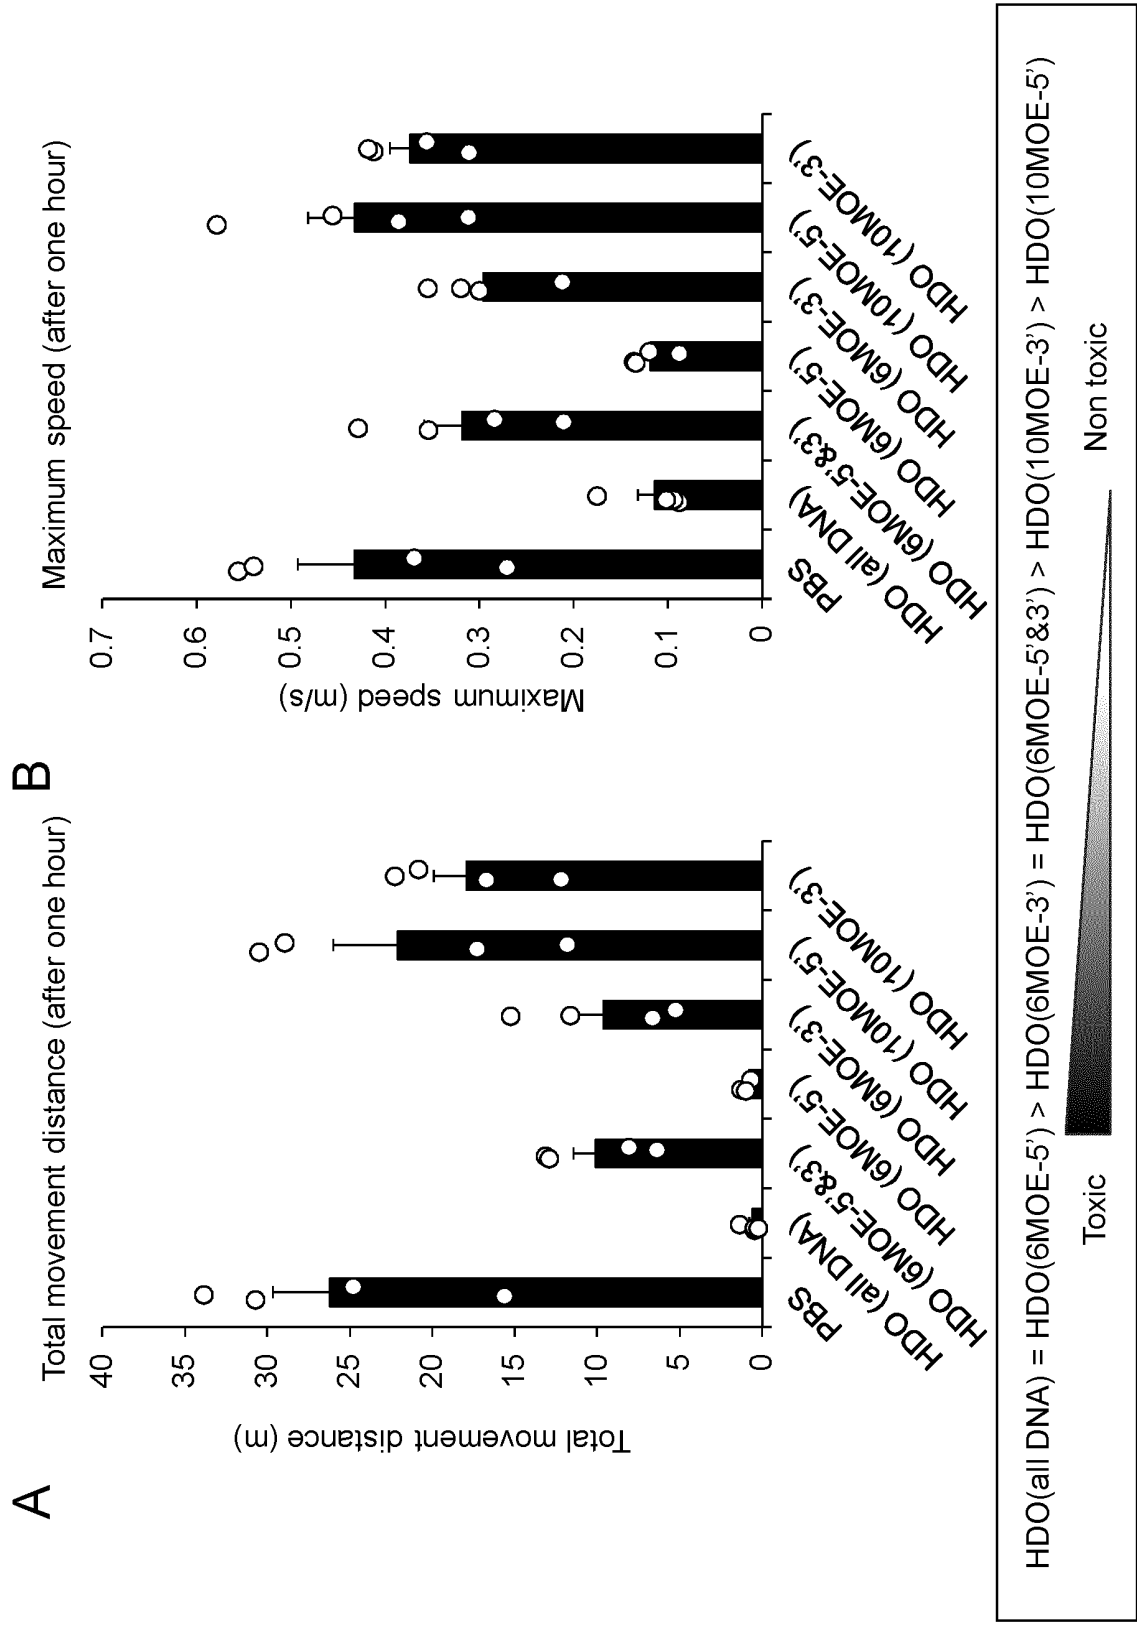 A
Total movement distance (after one hour)
Total movement distance (m)
40
35
30
25
20
15
10
5
0
PBS
HDO (all DNA)
HDO (6MOE-5'&3')
HDO (6MOE-5')
HDO (6MOE-3')
HDO (10MOE-5')
HDO (10MOE-3')
B
Maximum speed (after one hour)
Maximum speed (m/s)
0.7
0.6
0.5
0.4
0.3
0.2
0.1
0
PBS
HDO (all DNA)
HDO (6MOE-5'&3')
HDO (6MOE-5')
HDO (6MOE-3')
HDO (10MOE-5')
HDO (10MOE-3')
HDO(all DNA) = HDO(6MOE-5') > HDO(6MOE-3') = HDO(6MOE-5'&3') > HDO(10MOE-3') > HDO(10MOE-5')
Toxic
Non toxic